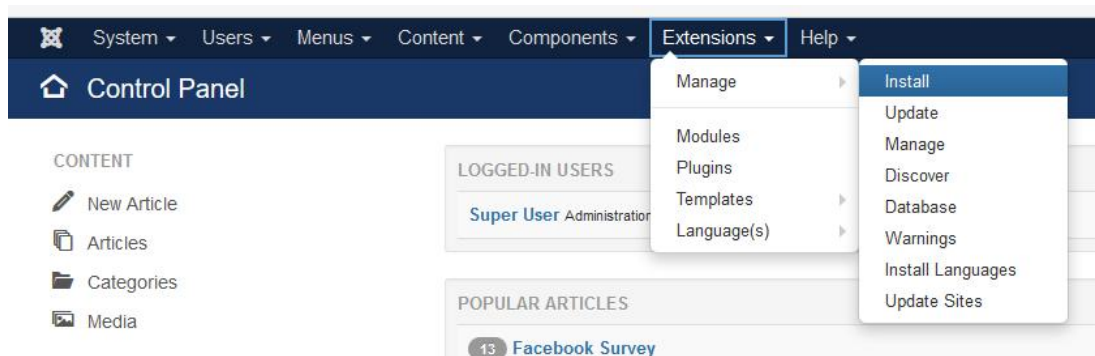 System Users Menus Content Components Extensions Help
Control Panel
Manage
Modules
Plugins
Templates
Language(s)
Install
Update
Manage
Discover
Database
Warnings
Install Languages
Update Sites
CONTENT
New Article
Articles
Categories
Media
LOGGED-IN USERS
Super User Administration
POPULAR ARTICLES
13 Facebook Survey